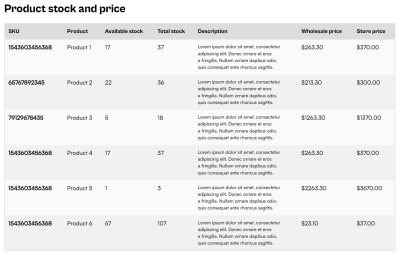 Product stock and price
SKU Product Available stock Total stock Description Wholesale price Store price
1543603456368 Product 1 17 37 Lorem ipsum dolor sit amet, consectetur $263.30 $370.00
adipiscing elit. Donec ornare et eros
a fringilla. Nullam ornare dapibus odio,
quis consequat ante rhoncus sagittis.
65767892345 Product 2 22 36 Lorem ipsum dolor sit amet, consectetur $213.30 $300.00
adipiscing elit. Donec ornare et eros
a fringilla. Nullam ornare dapibus odio,
quis consequat ante rhoncus sagittis.
79129678435 Product 3 5 18 Lorem ipsum dolor sit amet, consectetur $1263.30 $1370.00
adipiscing elit. Donec ornare et eros
a fringilla. Nullam ornare dapibus odio,
quis consequat ante rhoncus sagittis.
1543603456368 Product 4 17 37 Lorem ipsum dolor sit amet, consectetur $263.30 $370.00
adipiscing elit. Donec ornare et eros
a fringilla. Nullam ornare dapibus odio,
quis consequat ante rhoncus sagittis.
1543603456368 Product 5 1 3 Lorem ipsum dolor sit amet, consectetur $2263.30 $3670.00
adipiscing elit. Donec ornare et eros
a fringilla. Nullam ornare dapibus odio,
quis consequat ante rhoncus sagittis.
1543603456368 Product 6 67 107 Lorem ipsum dolor sit amet, consectetur $23.10 $37.00
adipiscing elit. Donec ornare et eros
a fringilla. Nullam ornare dapibus odio,
quis consequat ante rhoncus sagittis.